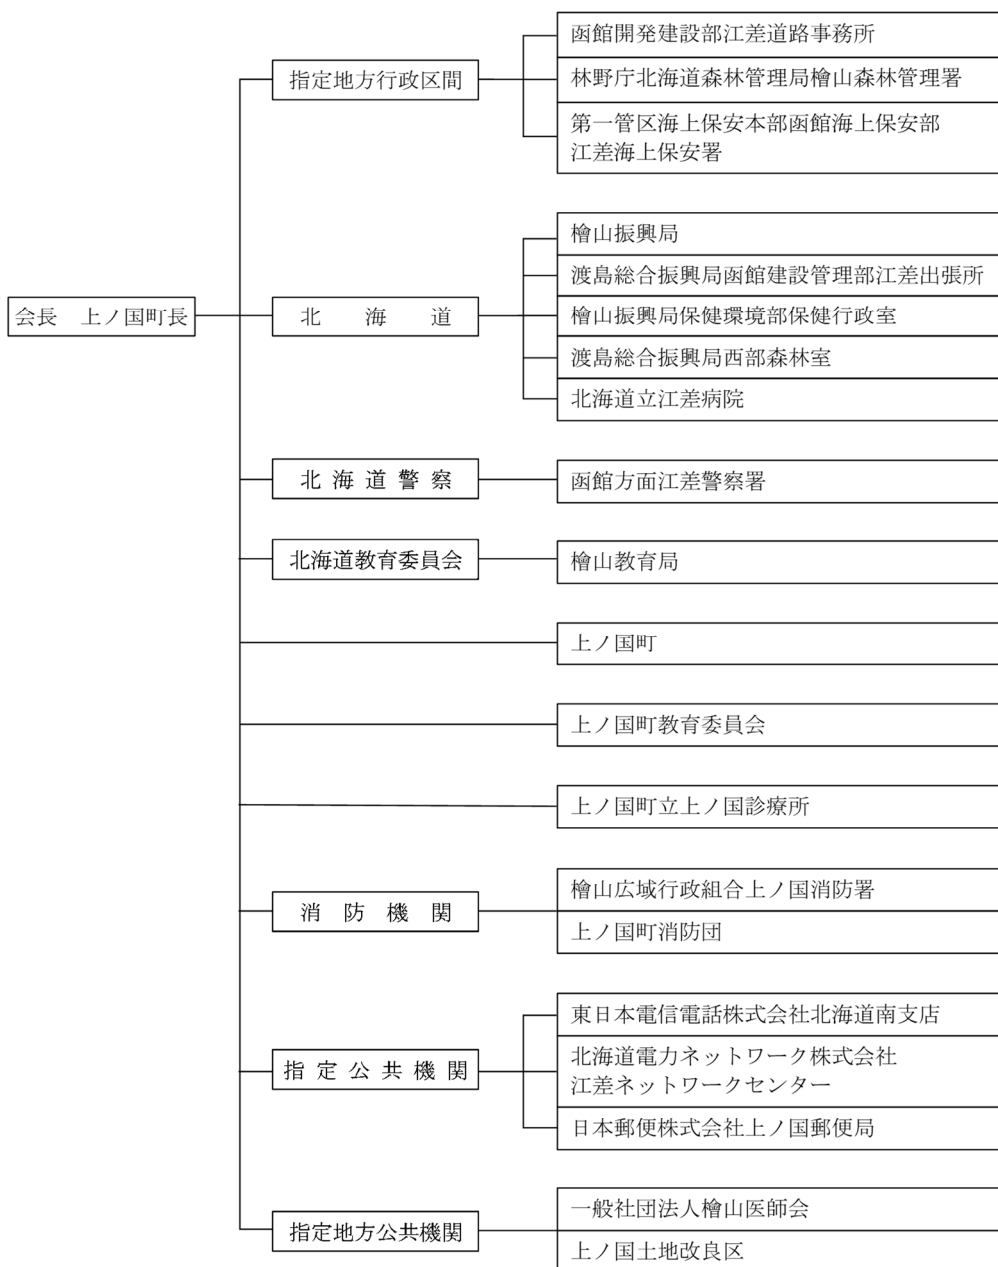 会長　上ノ国町長
指定地方行政区間
函館開発建設部江差道路事務所
林野庁北海道森林管理局檜山森林管理署
第一管区海上保安本部函館海上保安部
江差海上保安署
北　海　道
檜山振興局
渡島総合振興局函館建設管理部江差出張所
檜山振興局保健環境部保健行政室
渡島総合振興局西部森林室
北海道立江差病院
北海道警察
函館方面江差警察署
北海道教育委員会
檜山教育局
上ノ国町
上ノ国町教育委員会
上ノ国町立上ノ国診療所
消防機関
檜山広域行政組合上ノ国消防署
上ノ国町消防団
指定公共機関
東日本電信電話株式会社北海道南支店
北海道電力ネットワーク株式会社
江差ネットワークセンター
日本郵便株式会社上ノ国郵便局
指定地方公共機関
一般社団法人檜山医師会
上ノ国土地改良区